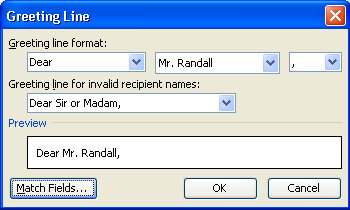 Greeting Line
Greeting line format:
Dear Mr. Randall ,
Greeting line for invalid recipient names:
Dear Sir or Madam,
Preview
Dear Mr. Randall,
Match Fields... OK Cancel